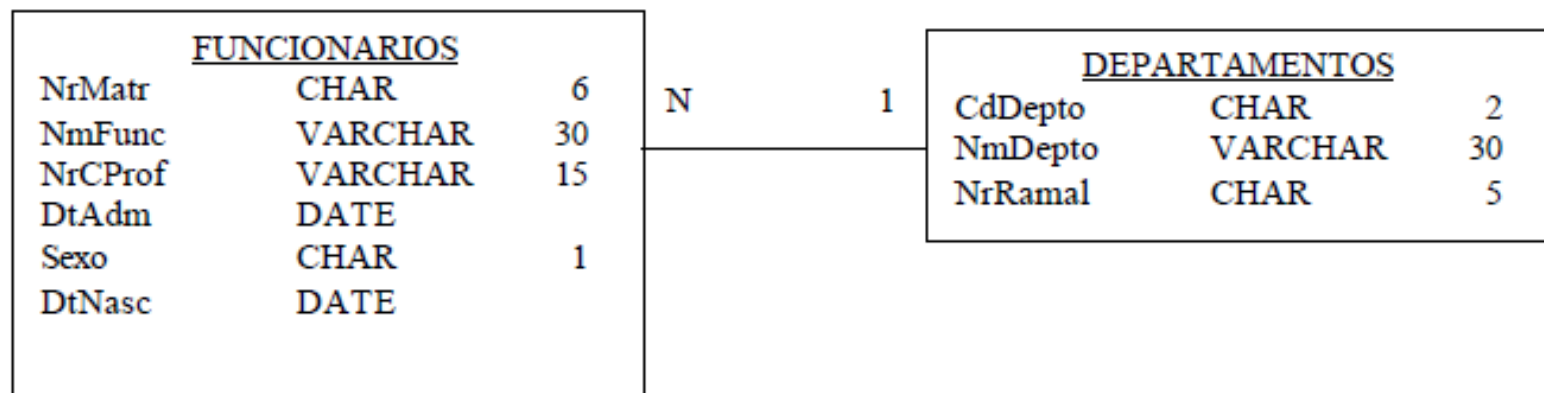 FUNCIONARIOS
NrMatr CHAR 6
NmFunc VARCHAR 30
NrCProf VARCHAR 15
DtAdm DATE
Sexo CHAR 1
DtNasc DATE
N 1
DEPARTAMENTOS
CdDepto CHAR 2
NmDepto VARCHAR 30
NrRamal CHAR 5